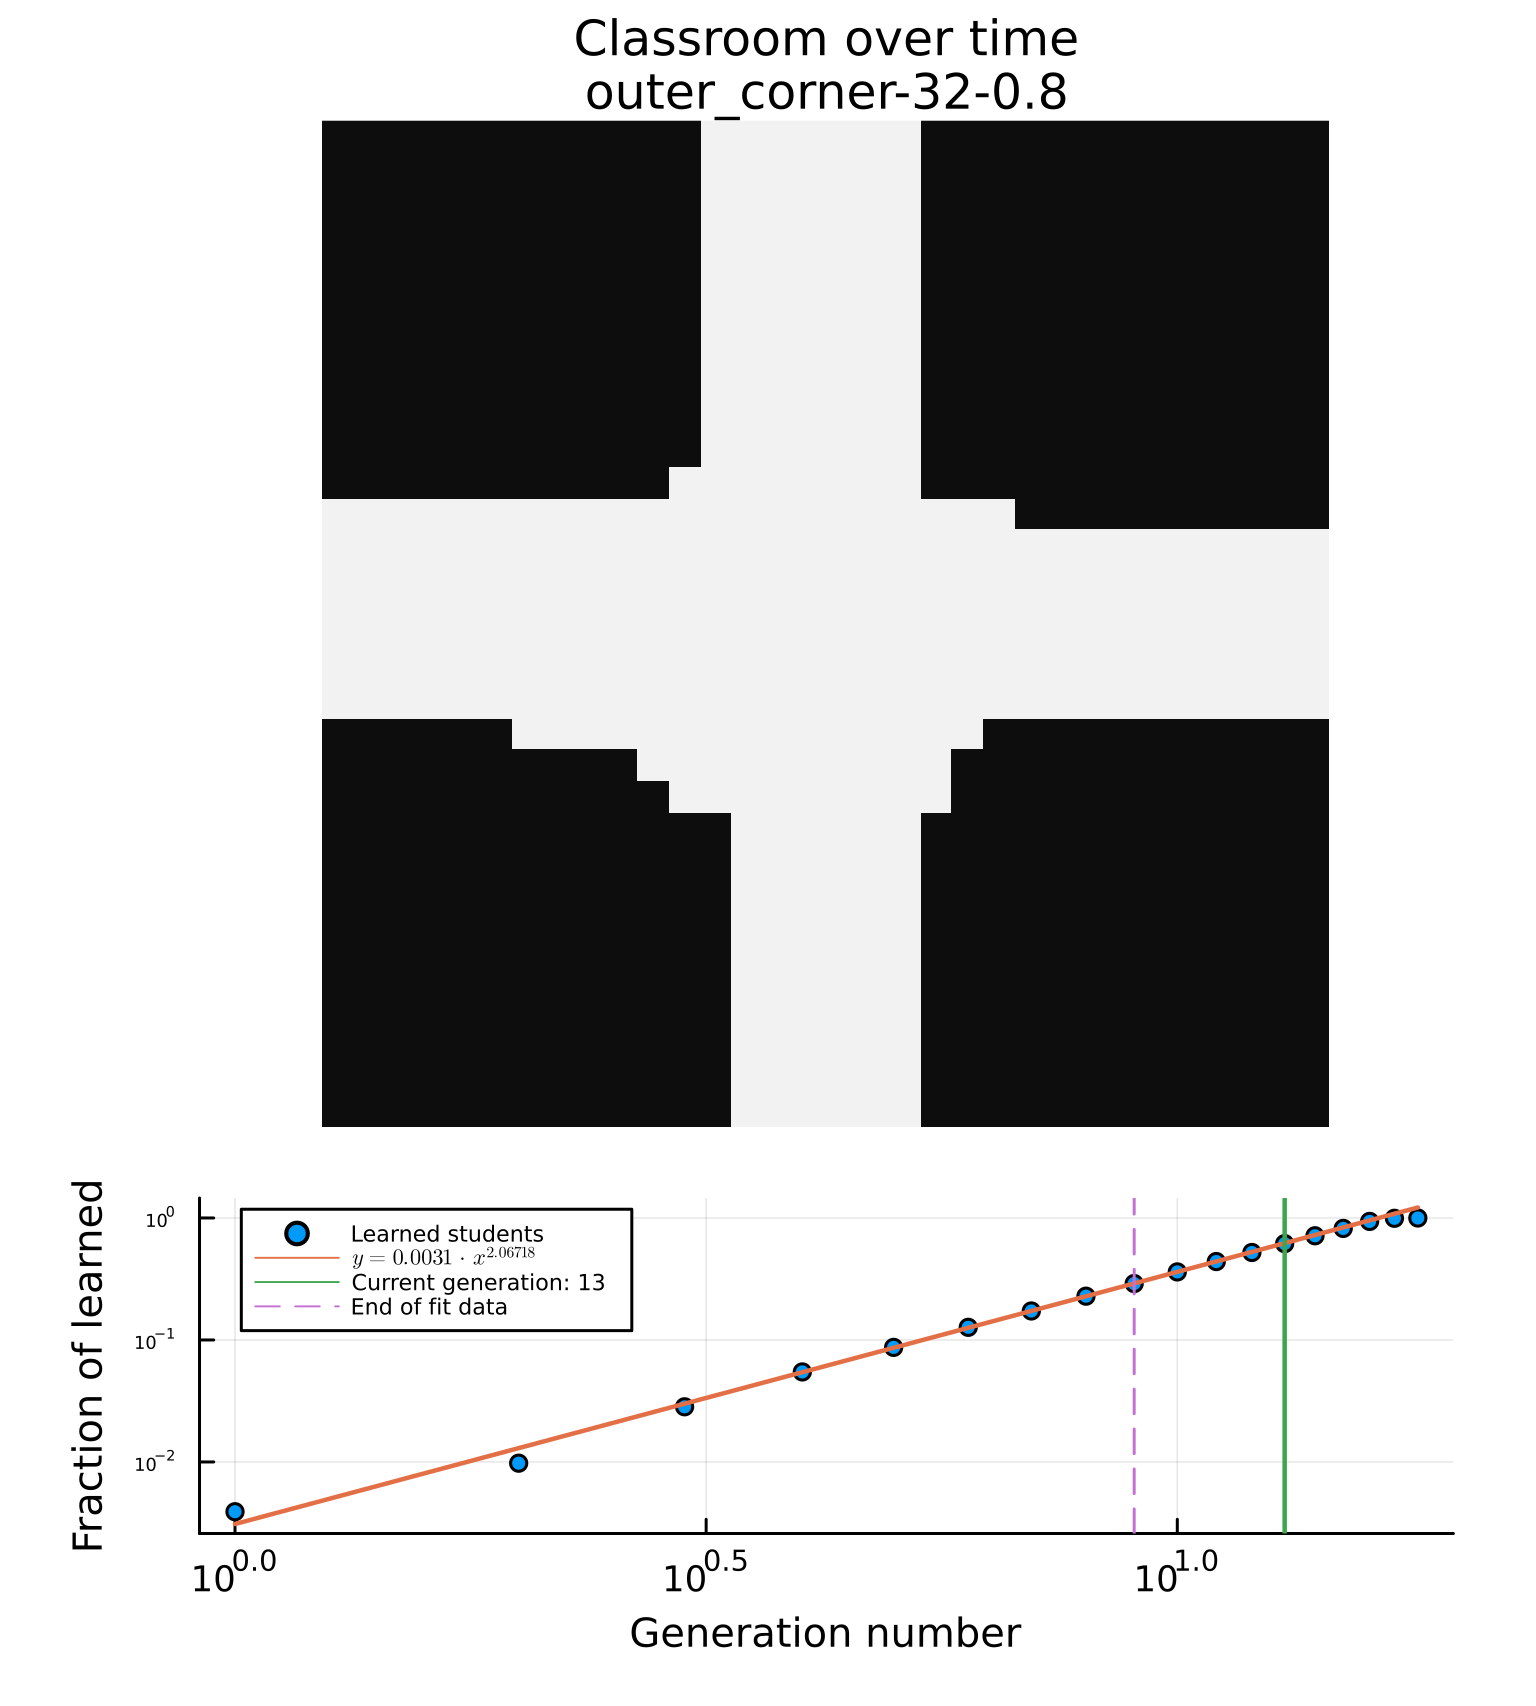 Classroom over time
outer_corner-32-0.8
Fraction of learned
10^0
10^−1
10^−2
Learned students
y = 0.0031 · x^2.06718
Current generation: 13
End of fit data
10^0.0
10^0.5
10^1.0
Generation number